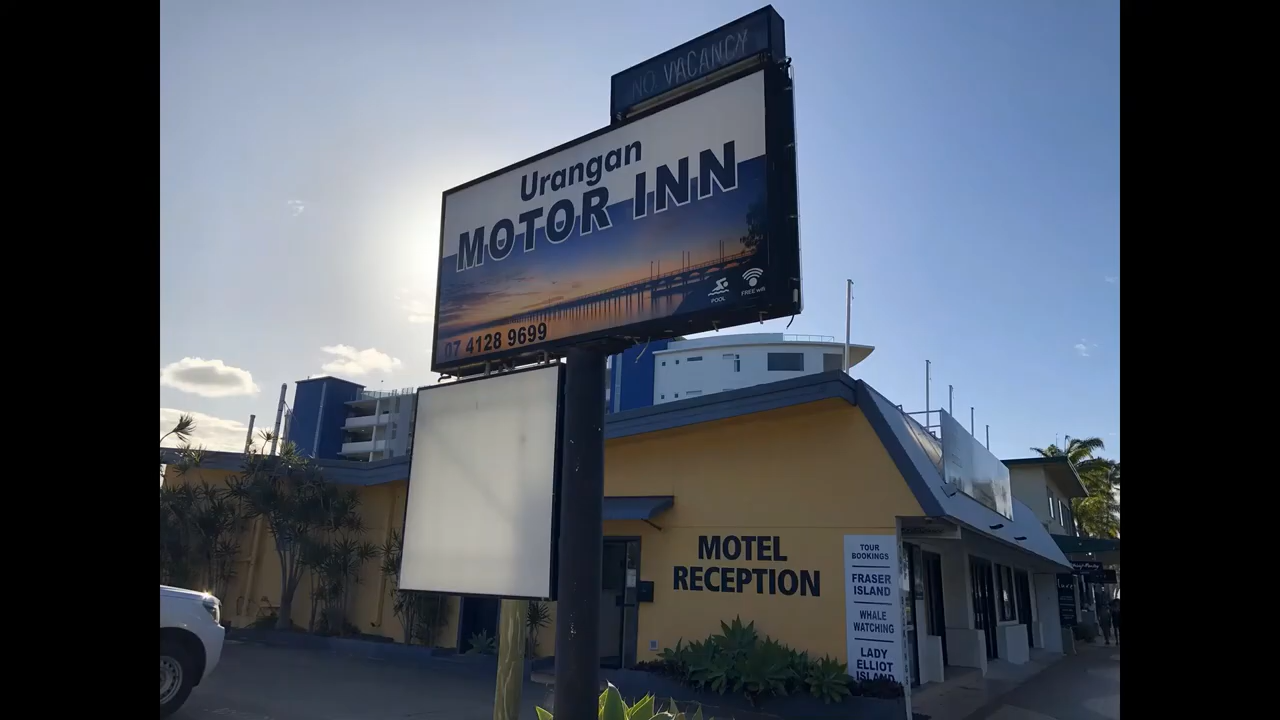 NO VACANCY
Urangan
MOTOR INN
POOL
FREE wifi
07 4128 9699
MOTEL
RECEPTION
TOUR
BOOKINGS
FRASER
ISLAND
WHALE
WATCHING
LADY
ELLIOT
ISLAND